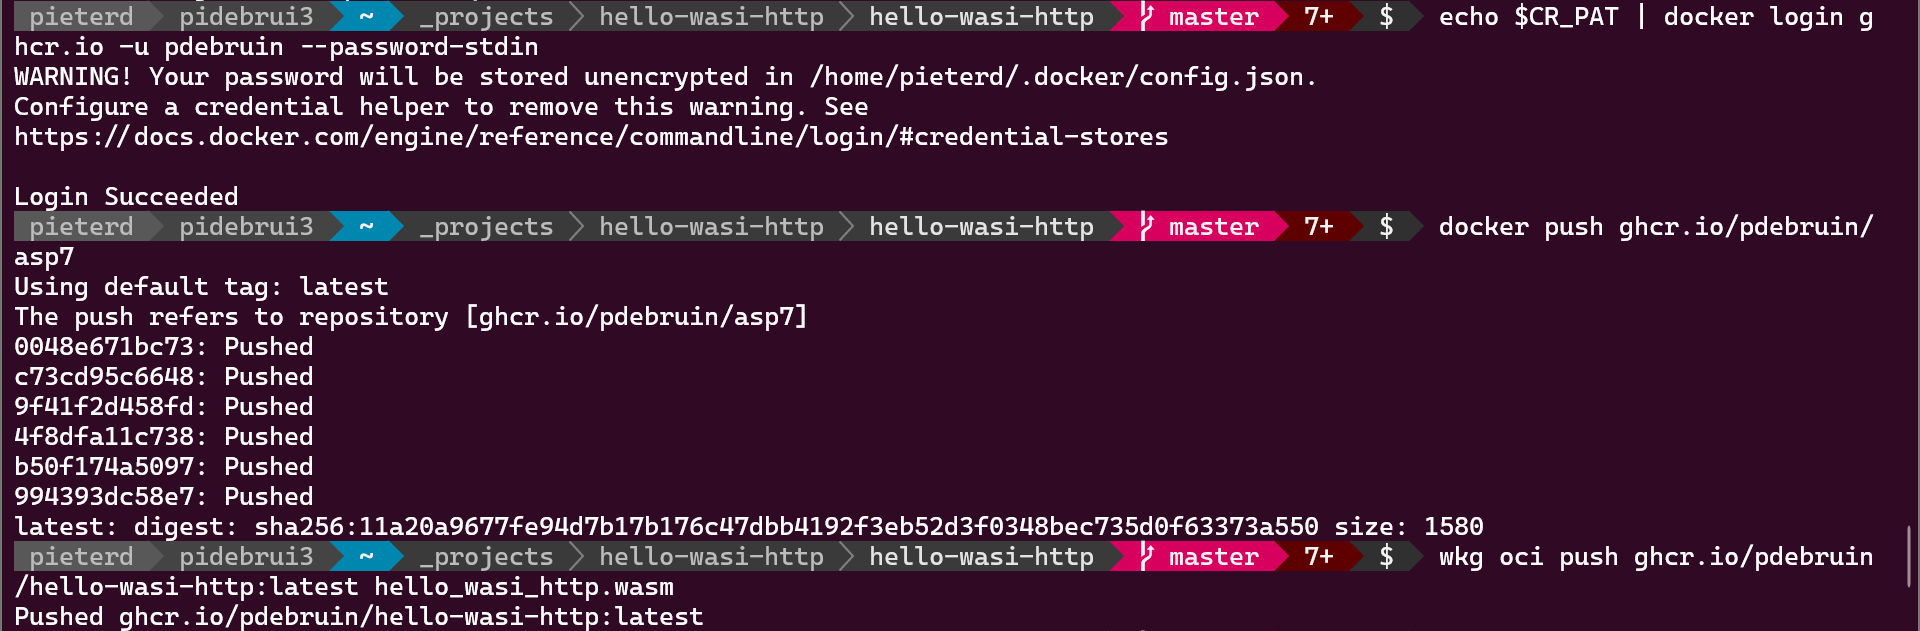 pieterd pidebrui3 ~ _projects hello-wasi-http hello-wasi-http master 7+ $ echo $CR_PAT | docker login g
hcr.io -u pdebruin --password-stdin
WARNING! Your password will be stored unencrypted in /home/pieterd/.docker/config.json.
Configure a credential helper to remove this warning. See
https://docs.docker.com/engine/reference/commandline/login/#credential-stores
Login Succeeded
pieterd pidebrui3 ~ _projects hello-wasi-http hello-wasi-http master 7+ $ docker push ghcr.io/pdebruin/
asp7
Using default tag: latest
The push refers to repository [ghcr.io/pdebruin/asp7]
0048e671bc73: Pushed
c73cd95c6648: Pushed
9f41f2d458fd: Pushed
4f8dfa11c738: Pushed
b50f174a5097: Pushed
994393dc58e7: Pushed
latest: digest: sha256:11a20a9677fe94d7b17b176c47dbb4192f3eb52d3f0348bec735d0f63373a550 size: 1580
pieterd pidebrui3 ~ _projects hello-wasi-http hello-wasi-http master 7+ $ wkg oci push ghcr.io/pdebruin
/hello-wasi-http:latest hello_wasi_http.wasm
Pushed ghcr.io/pdebruin/hello-wasi-http:latest